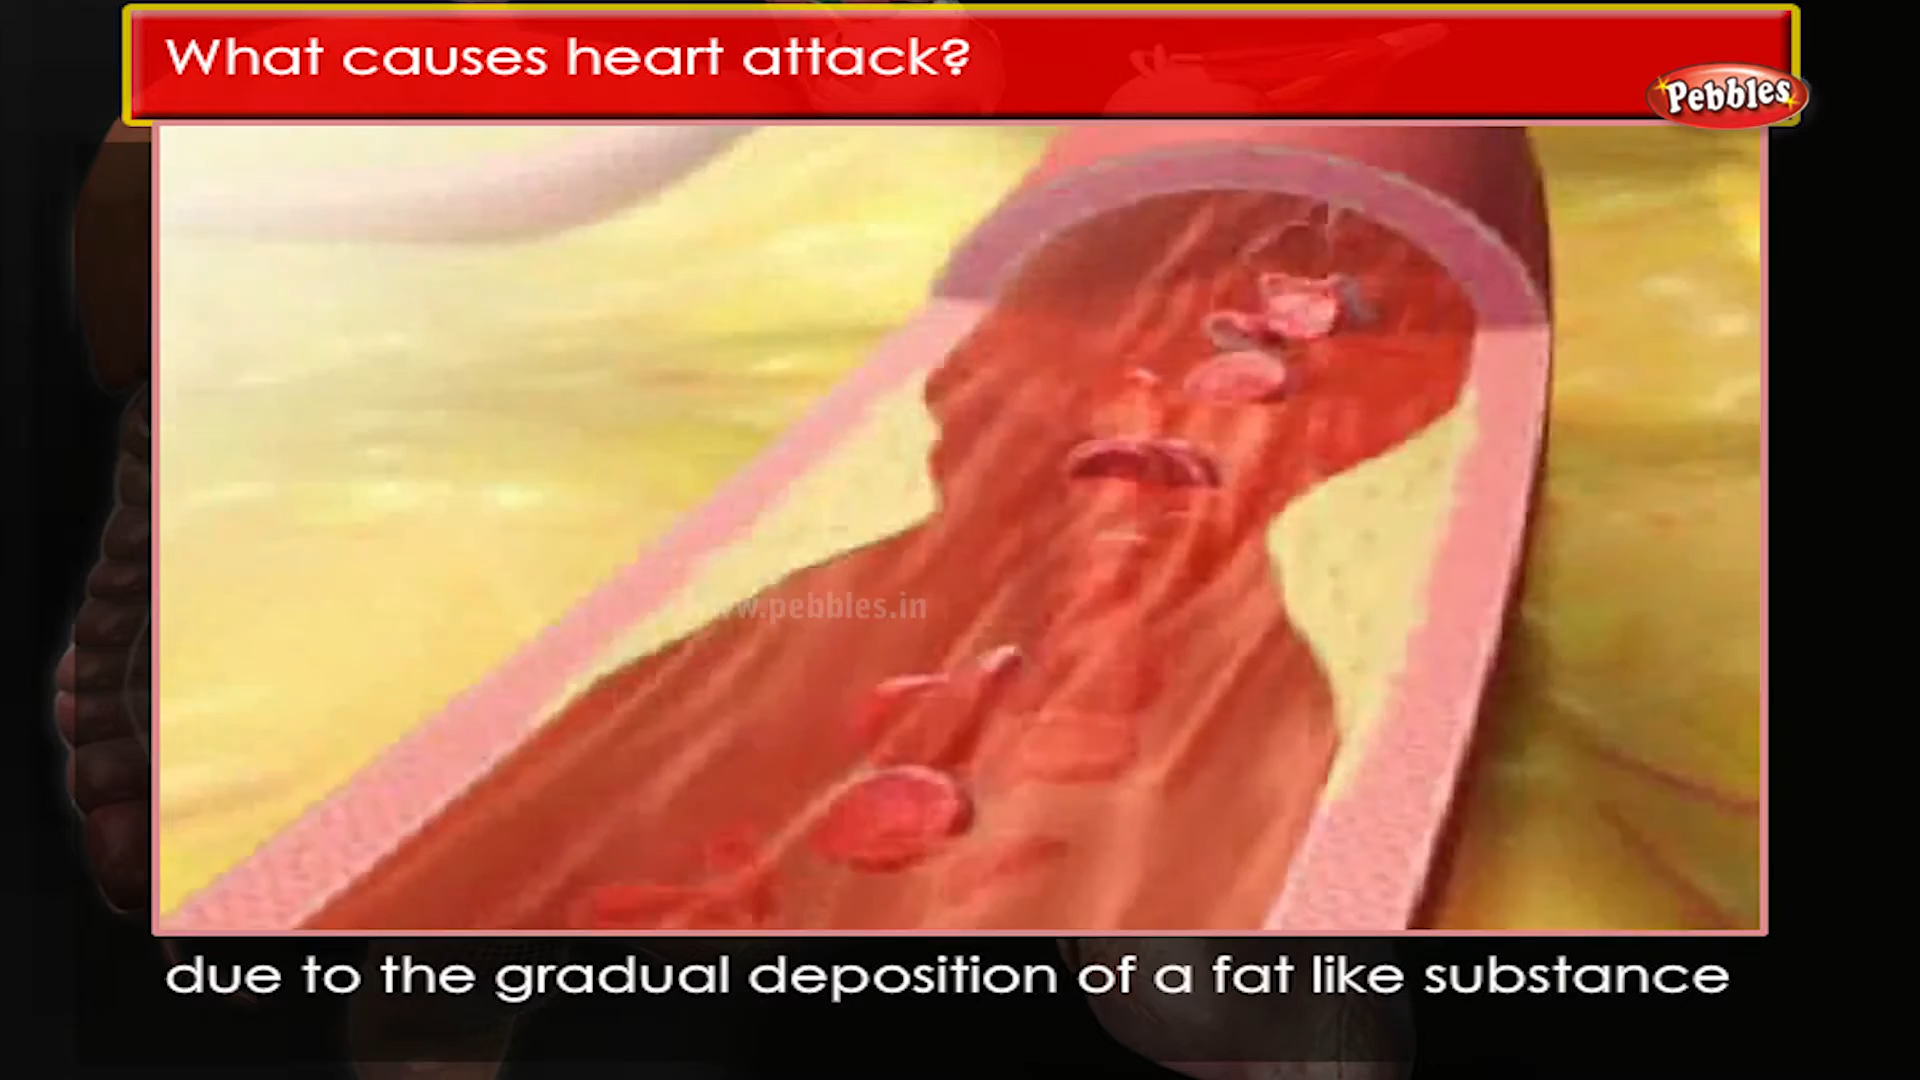 What causes heart attack?
Pebbles
www.pebbles.in
due to the gradual deposition of a fat like substance